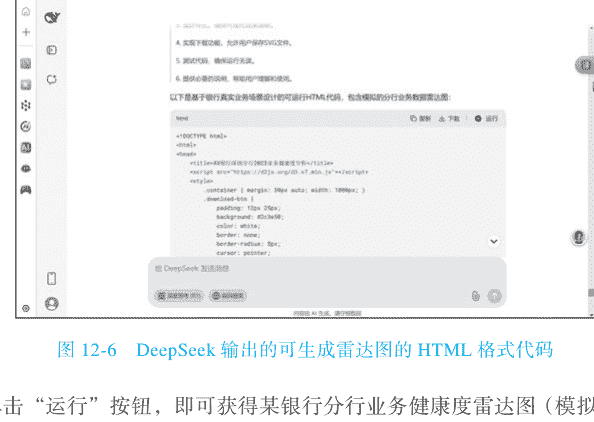 4. 实现下载功能，允许用户保存SVG文件。
5. 测试代码，确保运行无误。
6. 提供必要的说明，帮助用户理解和使用。
以下是基于银行真实业务场景设计的可运行HTML代码，包含模拟的分行业务数据雷达图：
html 复制 下载 运行
<!DOCTYPE html>
<html>
<head>
<script src="https://d3js.org/d3.v7.min.js"></script>
<style>
.container { margin: 30px auto; width: 1000px; }
.download-btn {
padding: 12px 25px;
background: #2c3e50;
color: white;
border: none;
border-radius: 5px;
cursor: pointer;
给 DeepSeek 发送消息
深度思考 (R1) 联网搜索
内容由 AI 生成，请仔细甄别
图 12-6 DeepSeek 输出的可生成雷达图的 HTML 格式代码
击“运行”按钮，即可获得某银行分行业务健康度雷达图（模拟